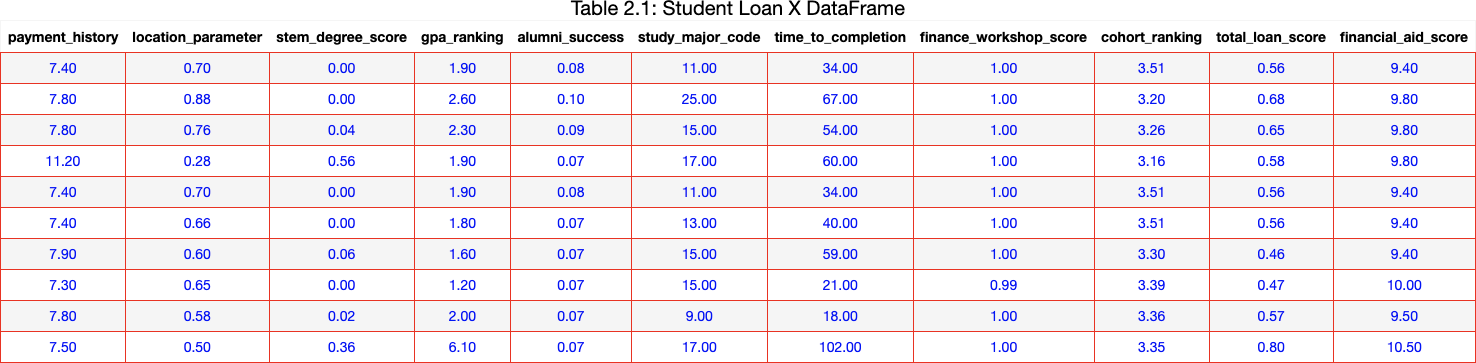 Table 2.1: Student Loan X DataFrame
payment_history location_parameter stem_degree_score gpa_ranking alumni_success study_major_code time_to_completion finance_workshop_score cohort_ranking total_loan_score financial_aid_score
7.40 0.70 0.00 1.90 0.08 11.00 34.00 1.00 3.51 0.56 9.40
7.80 0.88 0.00 2.60 0.10 25.00 67.00 1.00 3.20 0.68 9.80
7.80 0.76 0.04 2.30 0.09 15.00 54.00 1.00 3.26 0.65 9.80
11.20 0.28 0.56 1.90 0.07 17.00 60.00 1.00 3.16 0.58 9.80
7.40 0.70 0.00 1.90 0.08 11.00 34.00 1.00 3.51 0.56 9.40
7.40 0.66 0.00 1.80 0.07 13.00 40.00 1.00 3.51 0.56 9.40
7.90 0.60 0.06 1.60 0.07 15.00 59.00 1.00 3.30 0.46 9.40
7.30 0.65 0.00 1.20 0.07 15.00 21.00 0.99 3.39 0.47 10.00
7.80 0.58 0.02 2.00 0.07 9.00 18.00 1.00 3.36 0.57 9.50
7.50 0.50 0.36 6.10 0.07 17.00 102.00 1.00 3.35 0.80 10.50